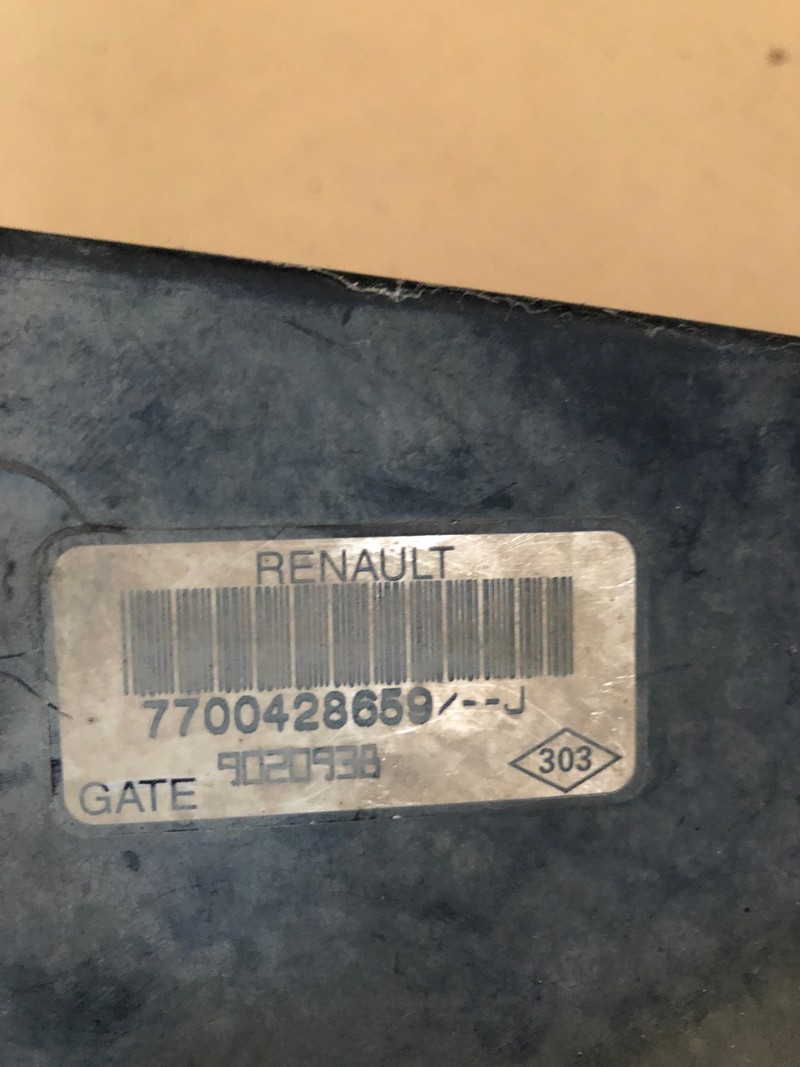 RENAULT
7700428659/--J
9020938
303
GATE